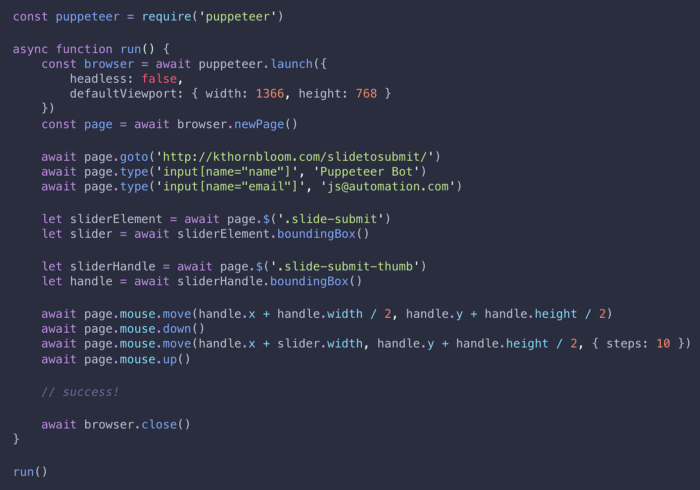 const puppeteer = require('puppeteer')
async function run() {
    const browser = await puppeteer.launch({
        headless: false,
        defaultViewport: { width: 1366, height: 768 }
    })
    const page = await browser.newPage()
    await page.goto('http://kthornbloom.com/slidetosubmit/')
    await page.type('input[name="name"]', 'Puppeteer Bot')
    await page.type('input[name="email"]', 'js@automation.com')
    let sliderElement = await page.$('.slide-submit')
    let slider = await sliderElement.boundingBox()
    let sliderHandle = await page.$('.slide-submit-thumb')
    let handle = await sliderHandle.boundingBox()
    await page.mouse.move(handle.x + handle.width / 2, handle.y + handle.height / 2)
    await page.mouse.down()
    await page.mouse.move(handle.x + slider.width, handle.y + handle.height / 2, { steps: 10 })
    await page.mouse.up()
    // success!
    await browser.close()
}
run()